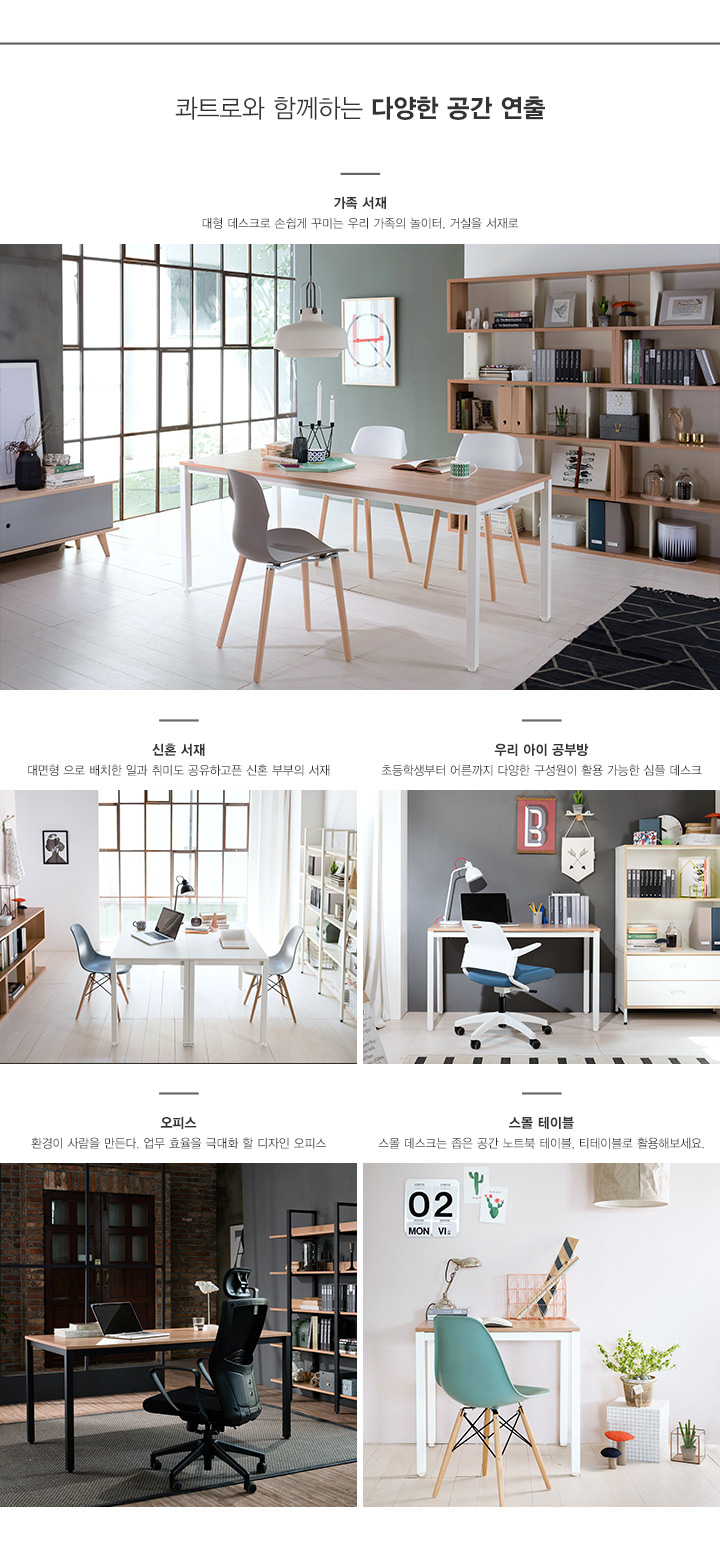 콰트로와 함께하는 다양한 공간 연출
가족 서재
대형 데스크로 손쉽게 꾸미는 우리 가족의 놀이터, 거실을 서재로
신혼 서재
대면형 으로 배치한 일과 취미도 공유하고픈 신혼 부부의 서재
우리 아이 공부방
초등학생부터 어른까지 다양한 구성원이 활용 가능한 심플 데스크
B
오피스
환경이 사람을 만든다. 업무 효율을 극대화 할 디자인 오피스
스몰 테이블
스몰 데스크는 좁은 공간 노트북 테이블, 티테이블로 활용해보세요.
02
MON VI